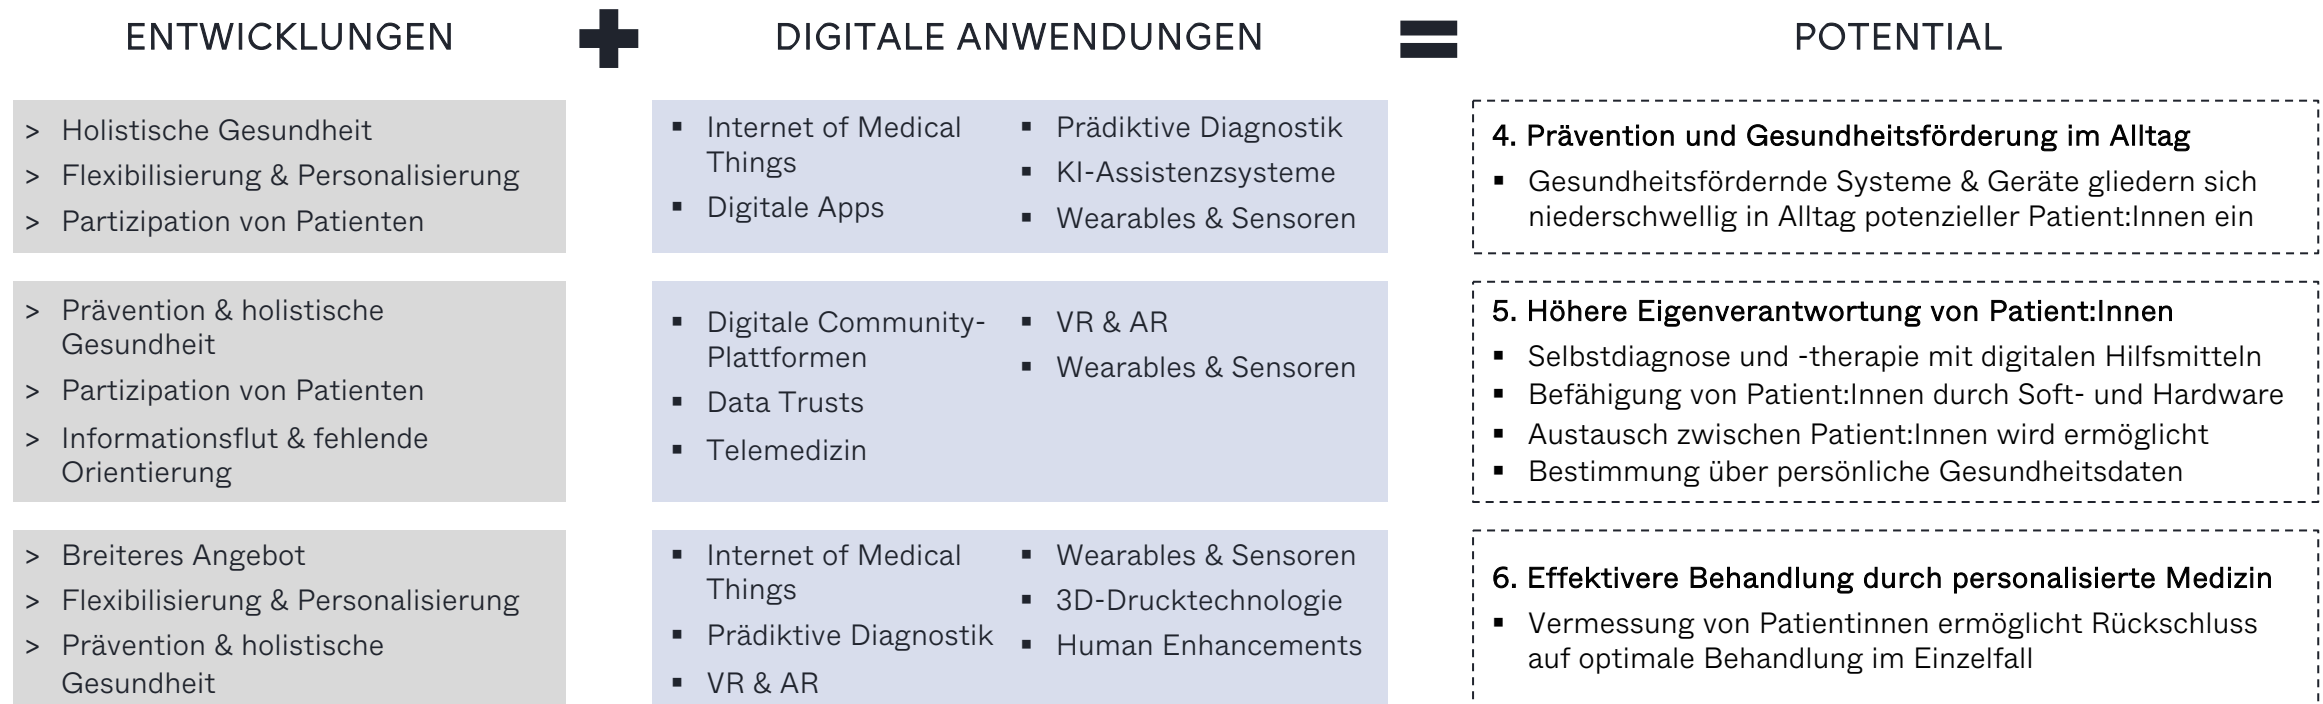 ENTWICKLUNGEN + DIGITALE ANWENDUNGEN = POTENTIAL
> Holistische Gesundheit
> Flexibilisierung & Personalisierung
> Partizipation von Patienten
▪ Internet of Medical
Things
▪ Digitale Apps
▪ Prädiktive Diagnostik
▪ KI-Assistenzsysteme
▪ Wearables & Sensoren
4. Prävention und Gesundheitsförderung im Alltag
▪ Gesundheitsfördernde Systeme & Geräte gliedern sich
niederschwellig in Alltag potenzieller Patient:Innen ein
> Prävention & holistische
Gesundheit
> Partizipation von Patienten
> Informationsflut & fehlende
Orientierung
▪ Digitale Community-
Plattformen
▪ Data Trusts
▪ Telemedizin
▪ VR & AR
▪ Wearables & Sensoren
5. Höhere Eigenverantwortung von Patient:Innen
▪ Selbstdiagnose und -therapie mit digitalen Hilfsmitteln
▪ Befähigung von Patient:Innen durch Soft- und Hardware
▪ Austausch zwischen Patient:Innen wird ermöglicht
▪ Bestimmung über persönliche Gesundheitsdaten
> Breiteres Angebot
> Flexibilisierung & Personalisierung
> Prävention & holistische
Gesundheit
▪ Internet of Medical
Things
▪ Prädiktive Diagnostik
▪ VR & AR
▪ Wearables & Sensoren
▪ 3D-Drucktechnologie
▪ Human Enhancements
6. Effektivere Behandlung durch personalisierte Medizin
▪ Vermessung von Patientinnen ermöglicht Rückschluss
auf optimale Behandlung im Einzelfall